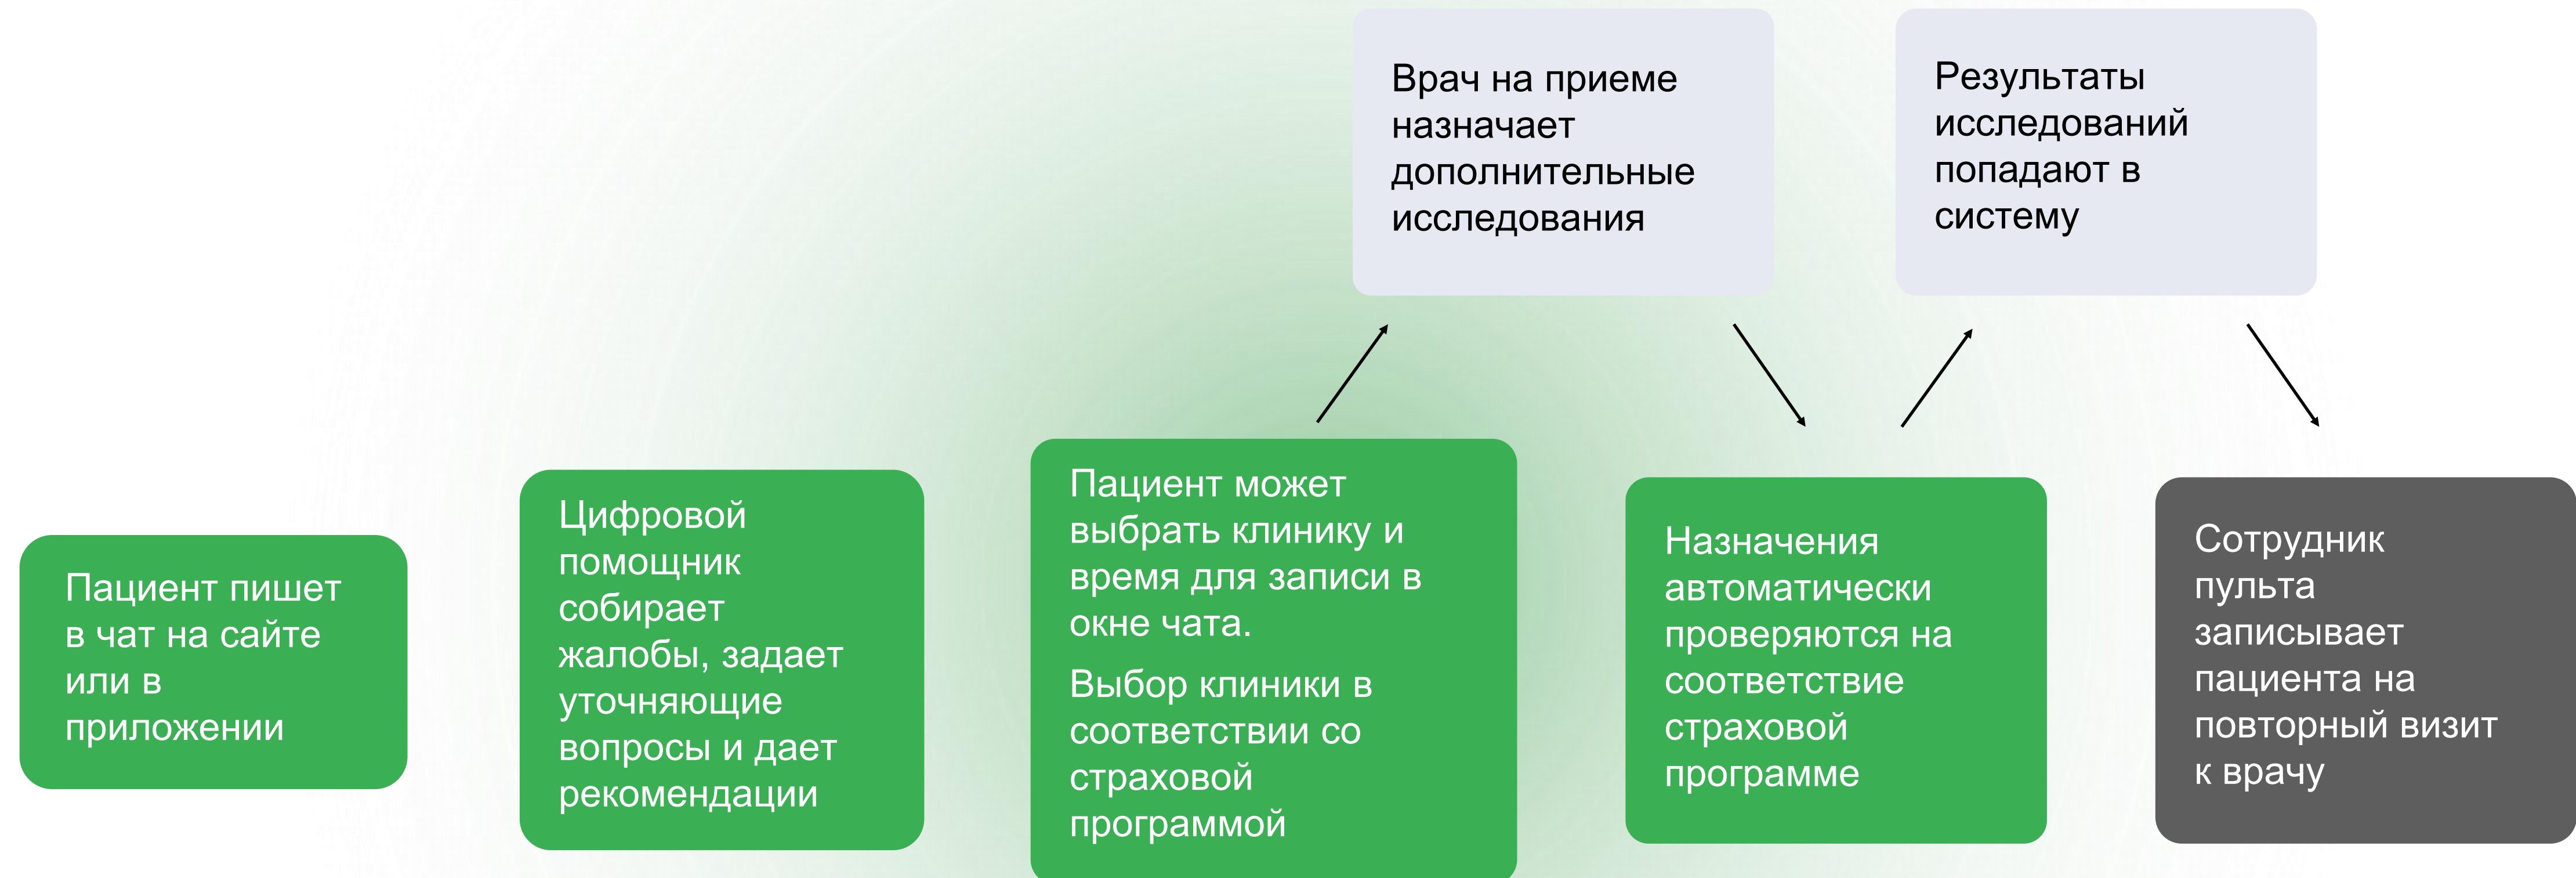 Врач на приеме
назначает
дополнительные
исследования
Результаты
исследований
попадают в
систему
Пациент пишет
в чат на сайте
или в
приложении
Цифровой
помощник
собирает
жалобы, задает
уточняющие
вопросы и дает
рекомендации
Пациент может
выбрать клинику и
время для записи в
окне чата.
Выбор клиники в
соответствии со
страховой
программой
Назначения
автоматически
проверяются на
соответствие
страховой
программе
Сотрудник
пульта
записывает
пациента на
повторный визит
к врачу